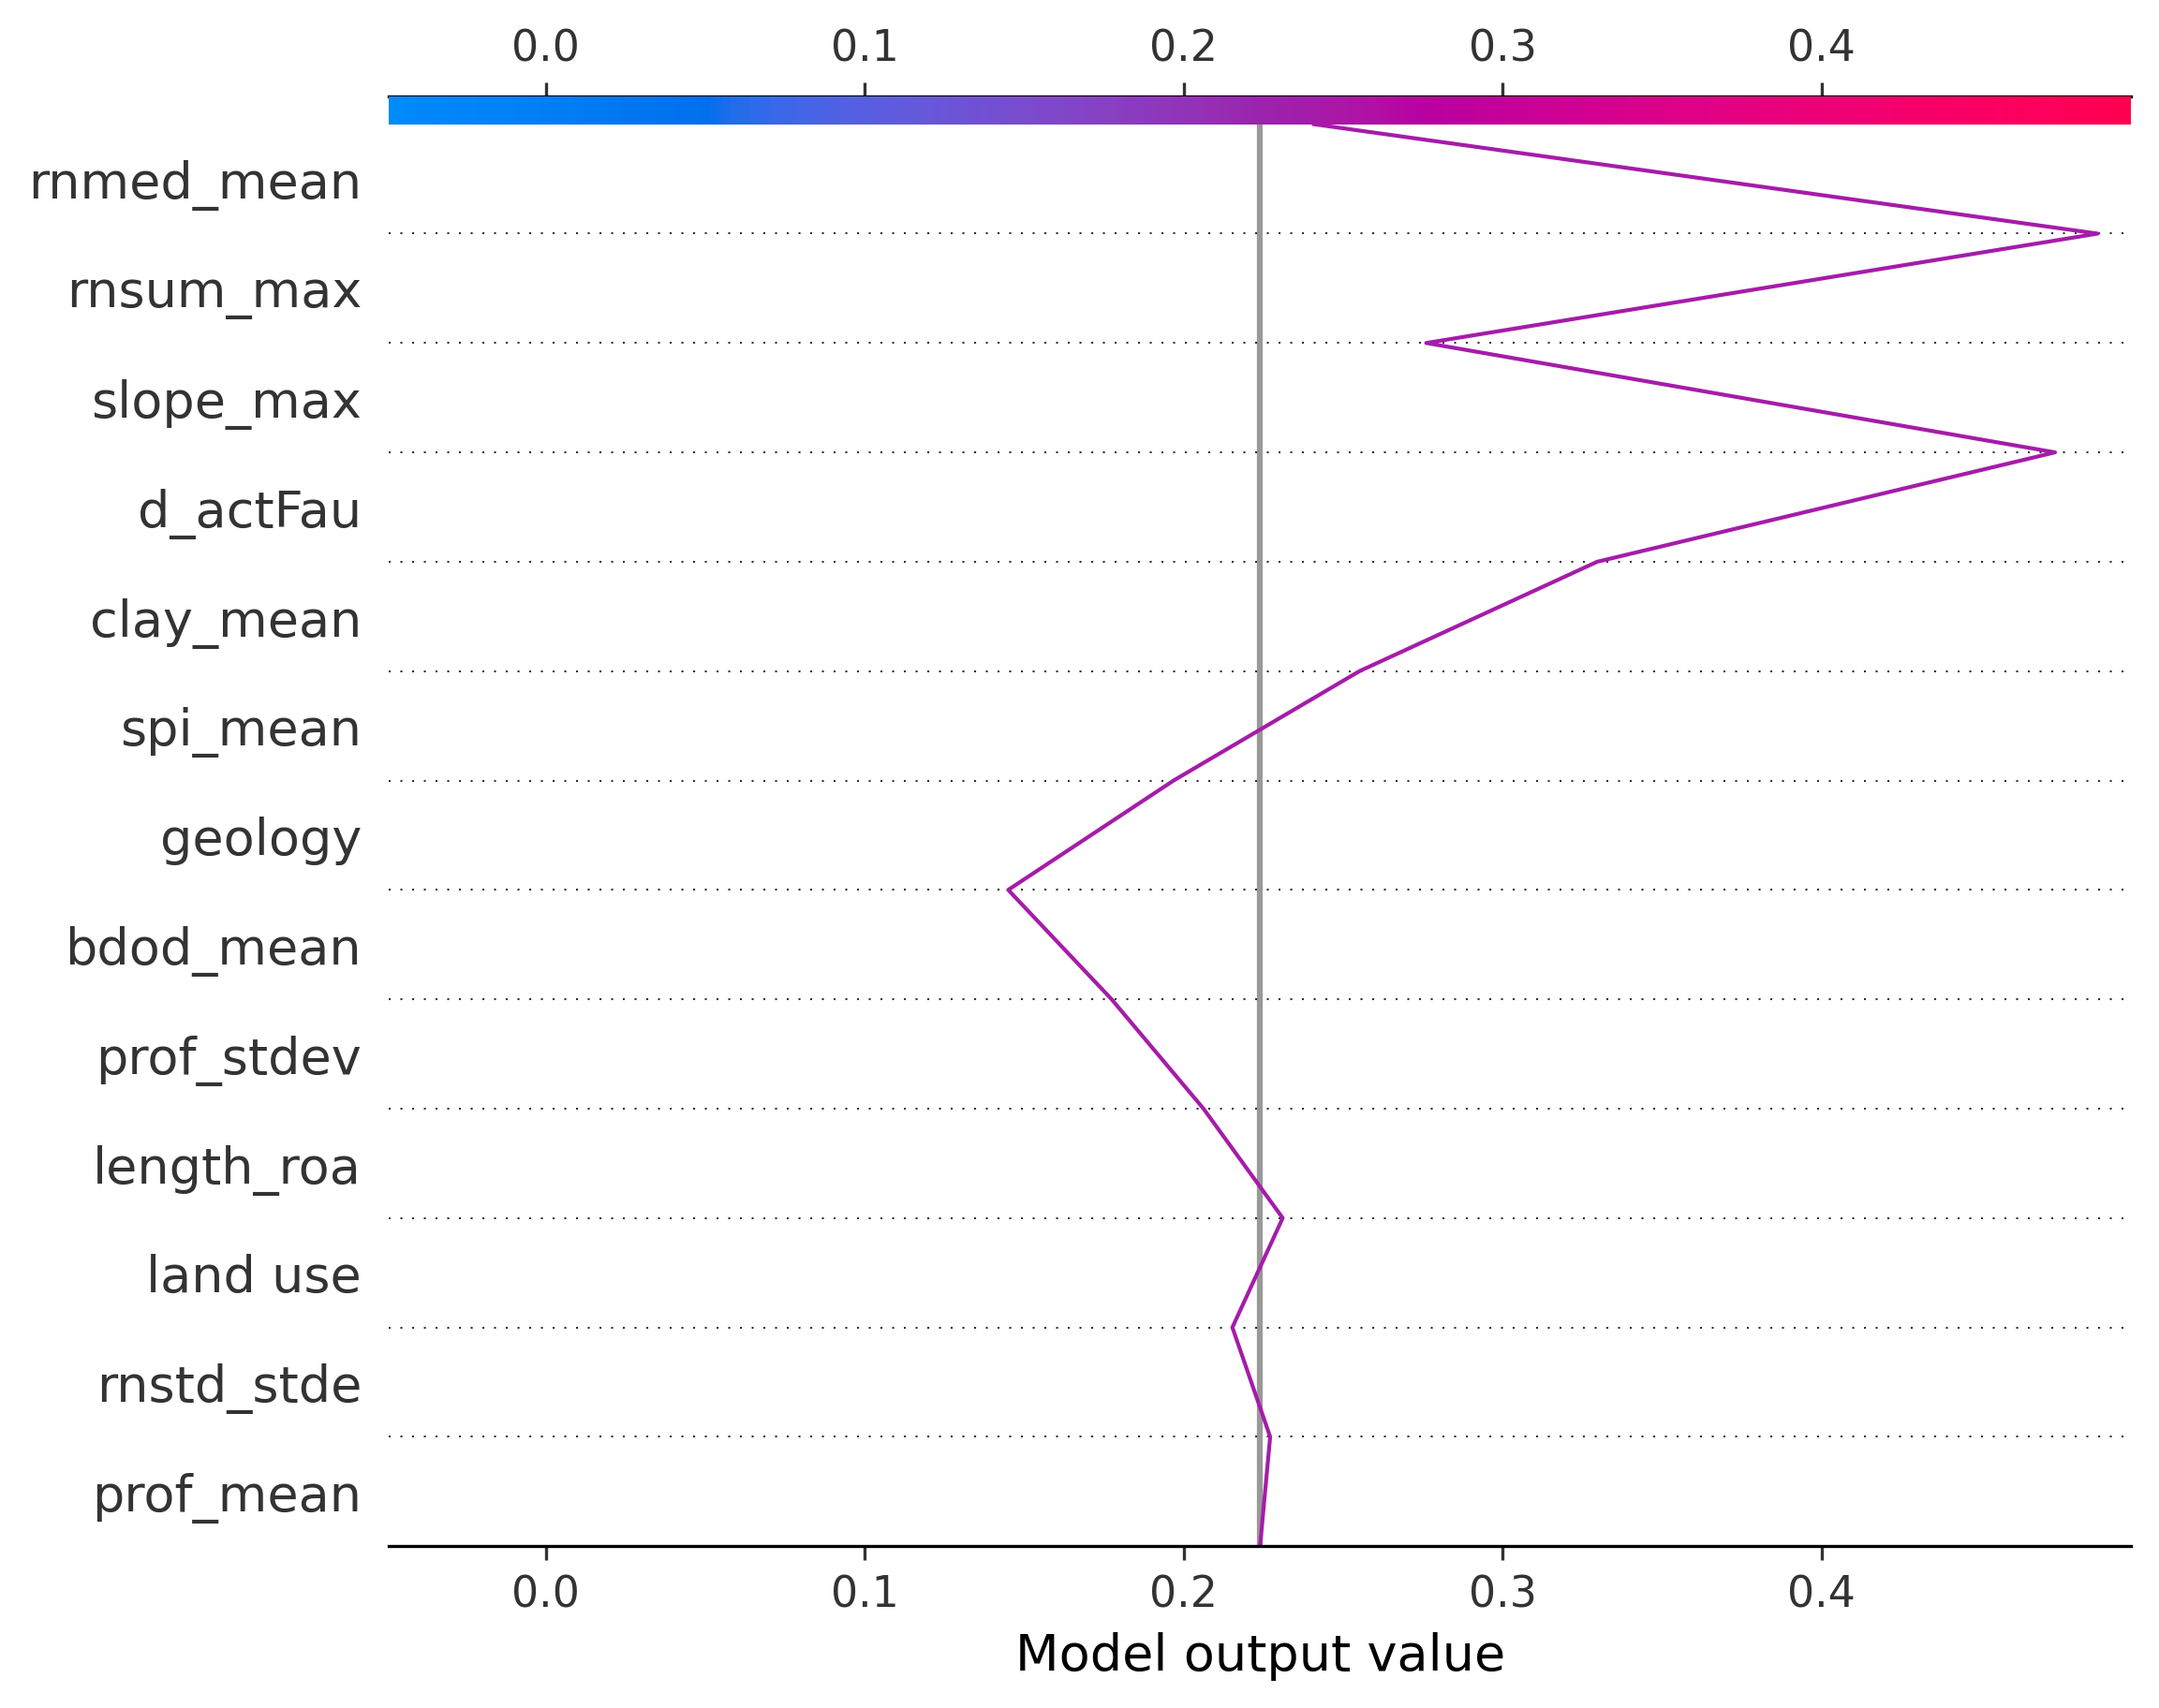 0.0 0.1 0.2 0.3 0.4
rnmed_mean
rnsum_max
slope_max
d_actFau
clay_mean
spi_mean
geology
bdod_mean
prof_stdev
length_roa
land use
rnstd_stde
prof_mean
0.0 0.1 0.2 0.3 0.4
Model output value